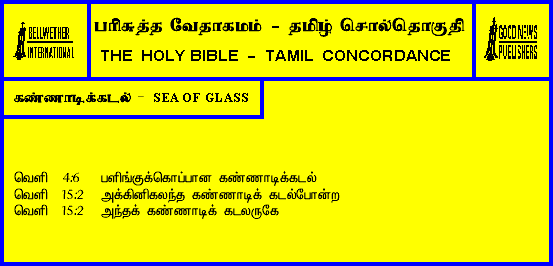 BELLWETHER
INTERNATIONAL
பரிசுத்த வேதாகமம் - தமிழ் சொல்தொகுதி
THE HOLY BIBLE - TAMIL CONCORDANCE
GOOD NEWS
PUBLISHERS
கண்ணாடிக்கடல் - SEA OF GLASS
வெளி 4:6 பளிங்குக்கொப்பான கண்ணாடிக்கடல்
வெளி 15:2 அக்கினிகலந்த கண்ணாடிக் கடல்போன்ற
வெளி 15:2 அந்தக் கண்ணாடிக் கடலருகே